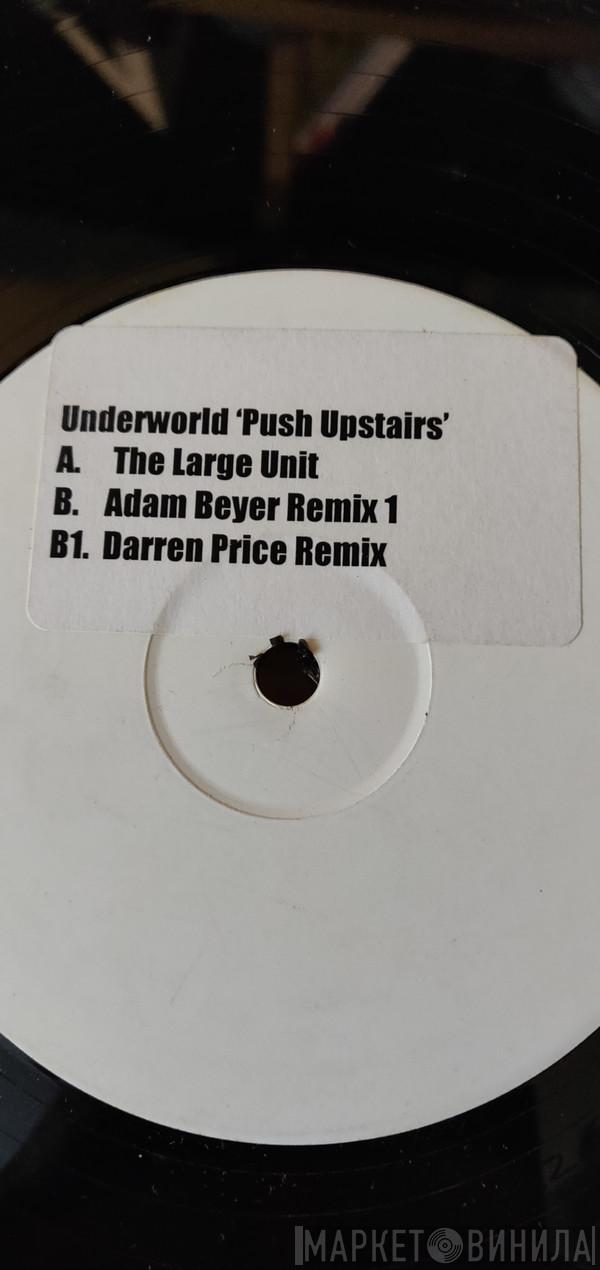 Underworld ‘Push Upstairs’
A. The Large Unit
B. Adam Beyer Remix 1
B1. Darren Price Remix
МАРКЕТ ВИНИЛА